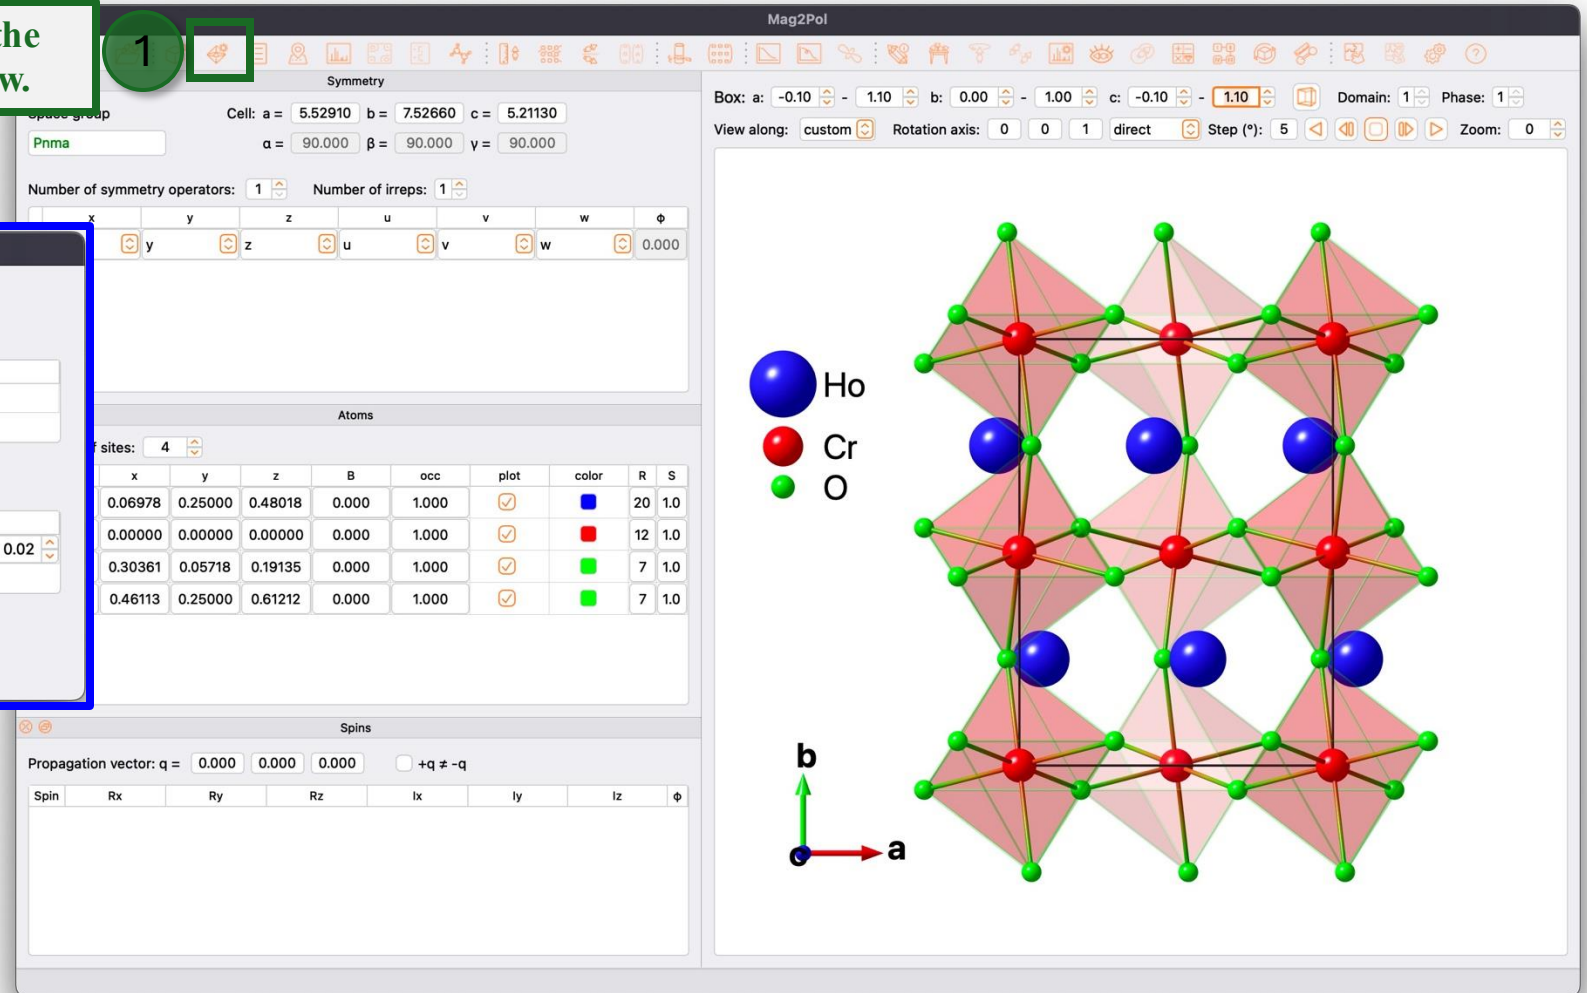 the
w.
1
Mag2Pol
Symmetry
Cell: a = 5.52910 b = 7.52660 c = 5.21130
Pnma
α = 90.000 β = 90.000 γ = 90.000
Number of symmetry operators: 1 Number of irreps: 1
x y z u v w ϕ
y z u v w 0.000
Atoms
sites: 4
x y z B occ plot color R S
0.06978 0.25000 0.48018 0.000 1.000 20 1.0
0.00000 0.00000 0.00000 0.000 1.000 12 1.0
0.02
0.30361 0.05718 0.19135 0.000 1.000 7 1.0
0.46113 0.25000 0.61212 0.000 1.000 7 1.0
Spins
Propagation vector: q = 0.000 0.000 0.000 +q ≠ -q
Spin Rx Ry Rz Ix Iy Iz ϕ
Box: a: -0.10 - 1.10 b: 0.00 - 1.00 c: -0.10 - 1.10 Domain: 1 Phase: 1
View along: custom Rotation axis: 0 0 1 direct Step (°): 5 Zoom: 0
Ho
Cr
O
b
c
a